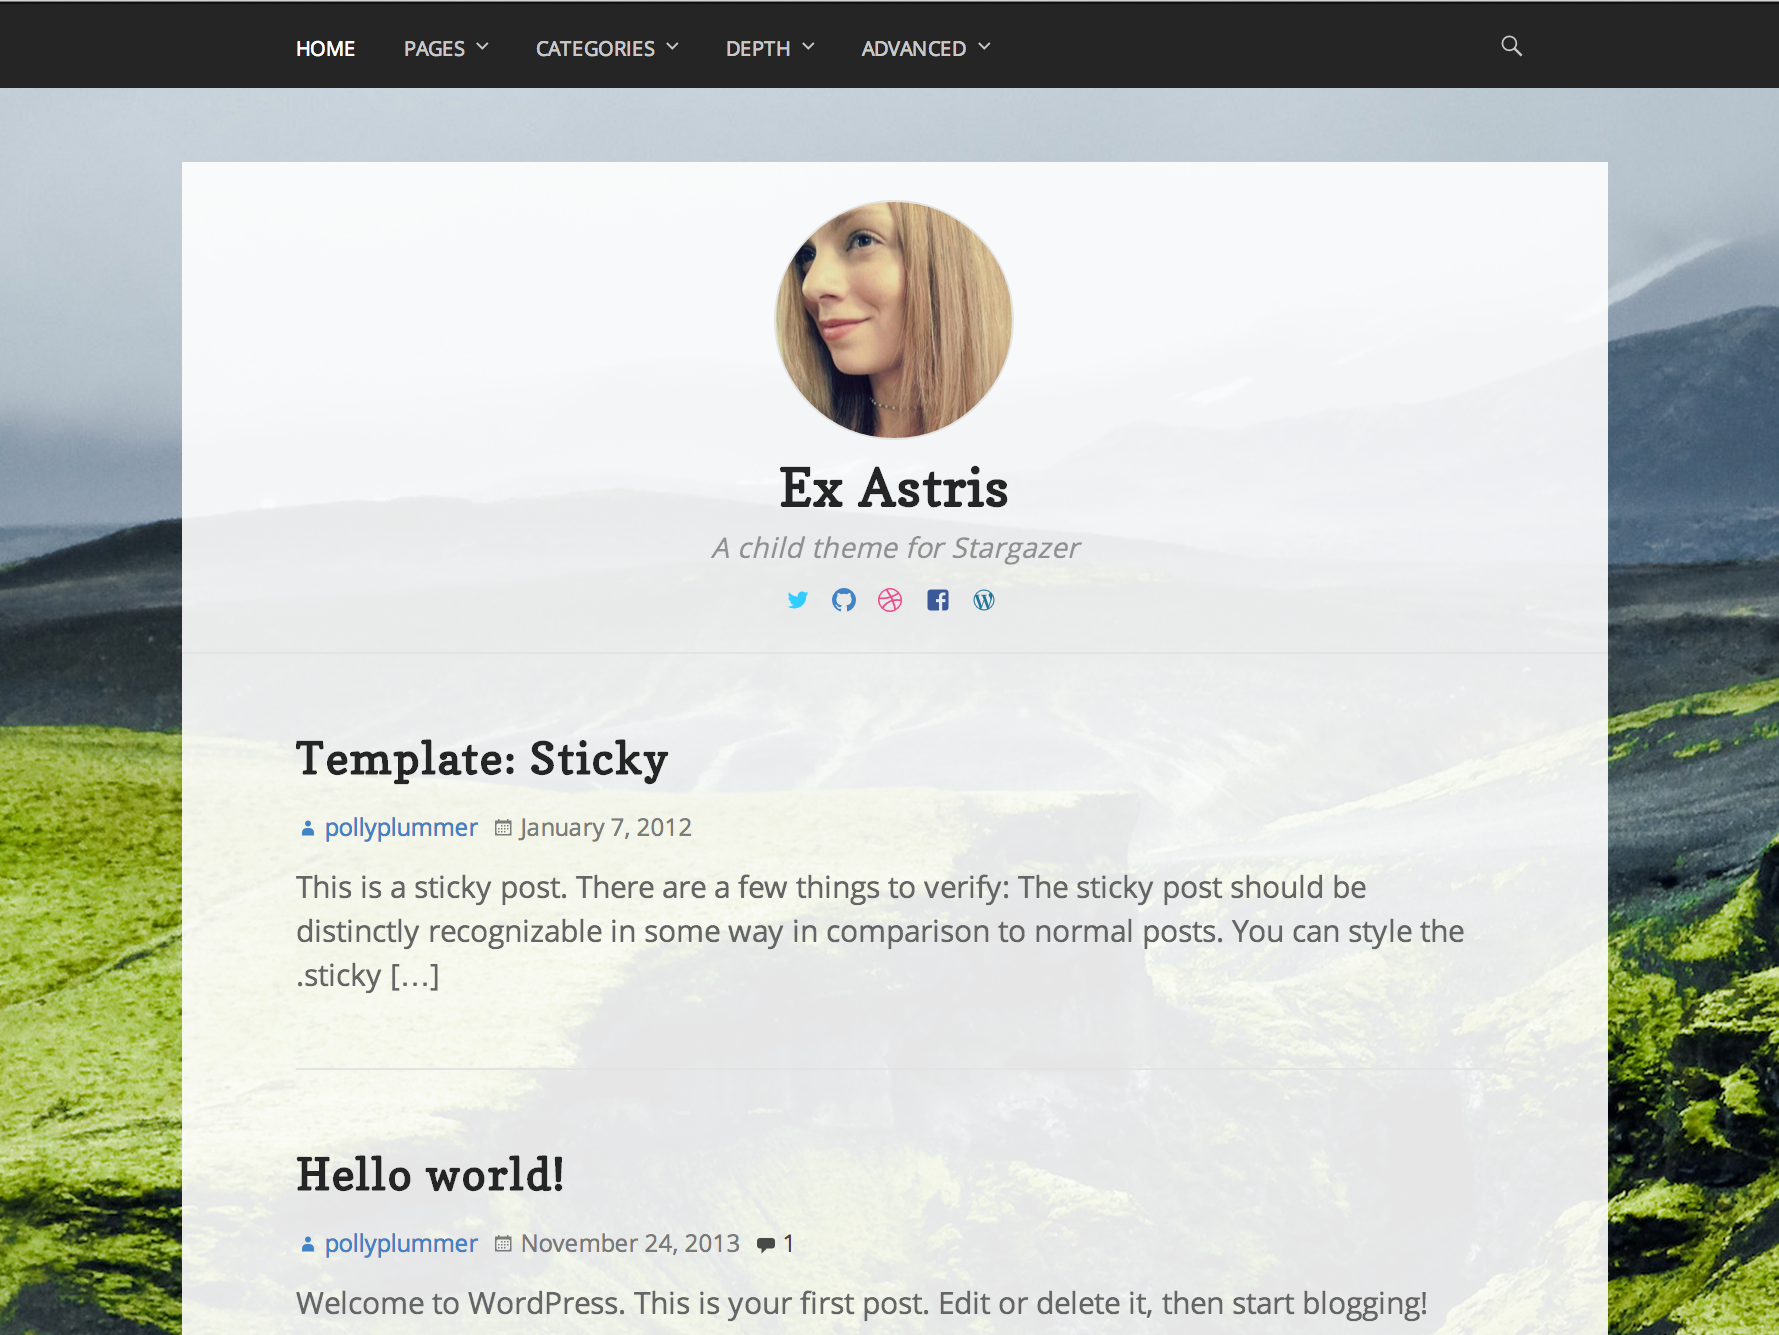 HOME PAGES CATEGORIES DEPTH ADVANCED
Ex Astris
A child theme for Stargazer
Template: Sticky
pollyplummer January 7, 2012
This is a sticky post. There are a few things to verify: The sticky post should be
distinctly recognizable in some way in comparison to normal posts. You can style the
.sticky […]
Hello world!
pollyplummer November 24, 2013 1
Welcome to WordPress. This is your first post. Edit or delete it, then start blogging!